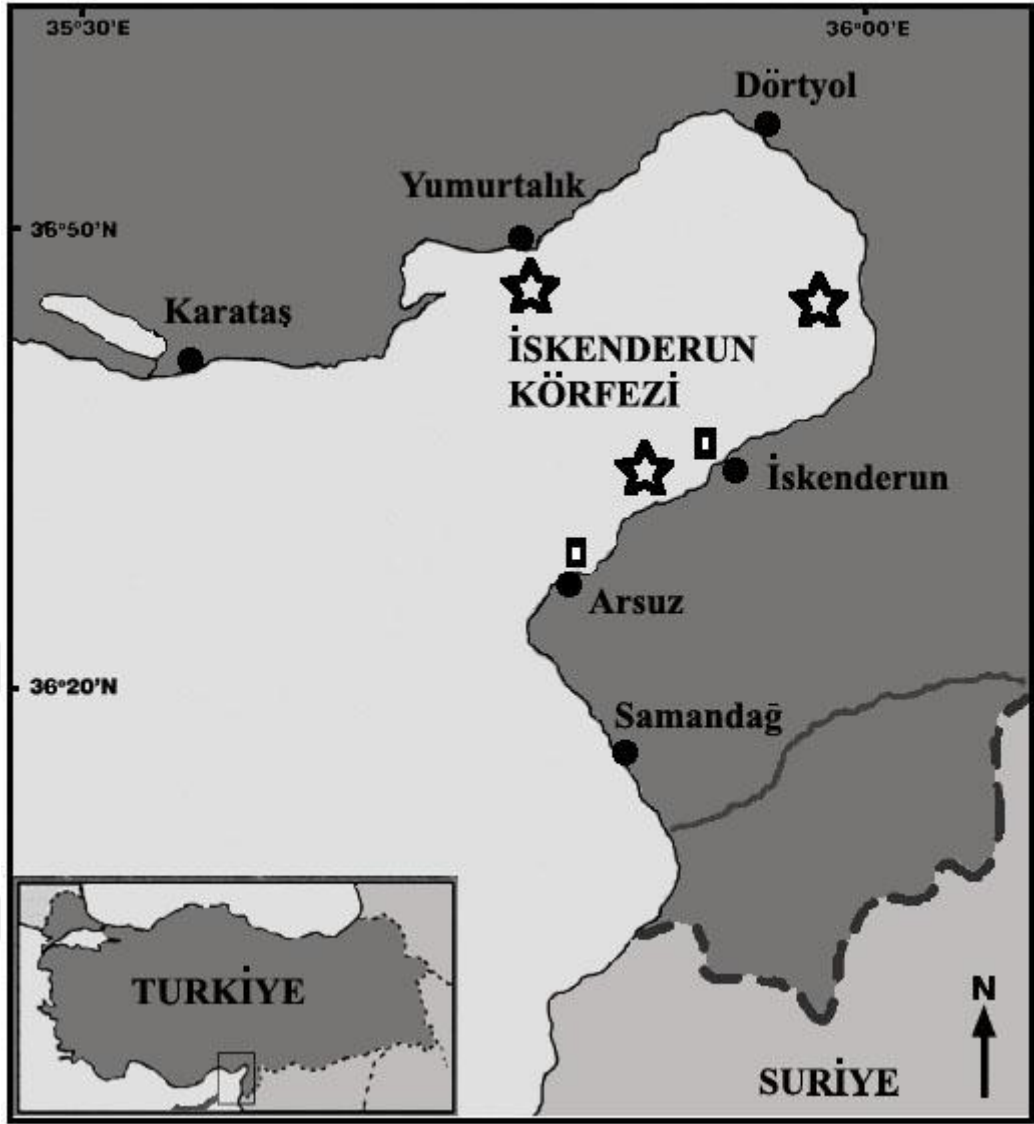 35°30'E
36°00'E
Dörtyol
Yumurtalık
36°50'N
Karataş
İSKENDERUN
KÖRFEZİ
İskenderun
Arsuz
36°20'N
Samandağ
TURKİYE
N
SURİYE